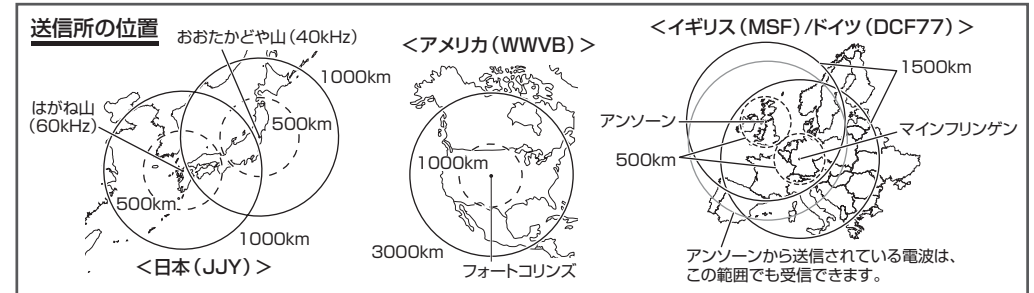 送信所の位置
おおたかどや山(40kHz)
1000km
はがね山
(60kHz)
500km
500km
1000km
<日本(JJY)>
<アメリカ(WWVB)>
1000km
3000km
フォートコリンズ
<イギリス(MSF)/ドイツ(DCF77)>
1500km
アンソーン
マインフリンゲン
500km
アンソーンから送信されている電波は、
この範囲でも受信できます。